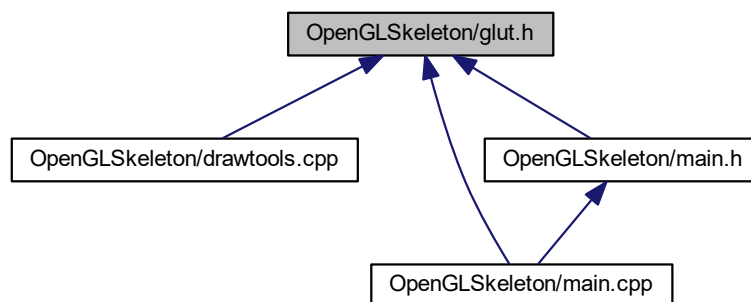 OpenGLSkeleton/glut.h
OpenGLSkeleton/drawtools.cpp
OpenGLSkeleton/main.h
OpenGLSkeleton/main.cpp